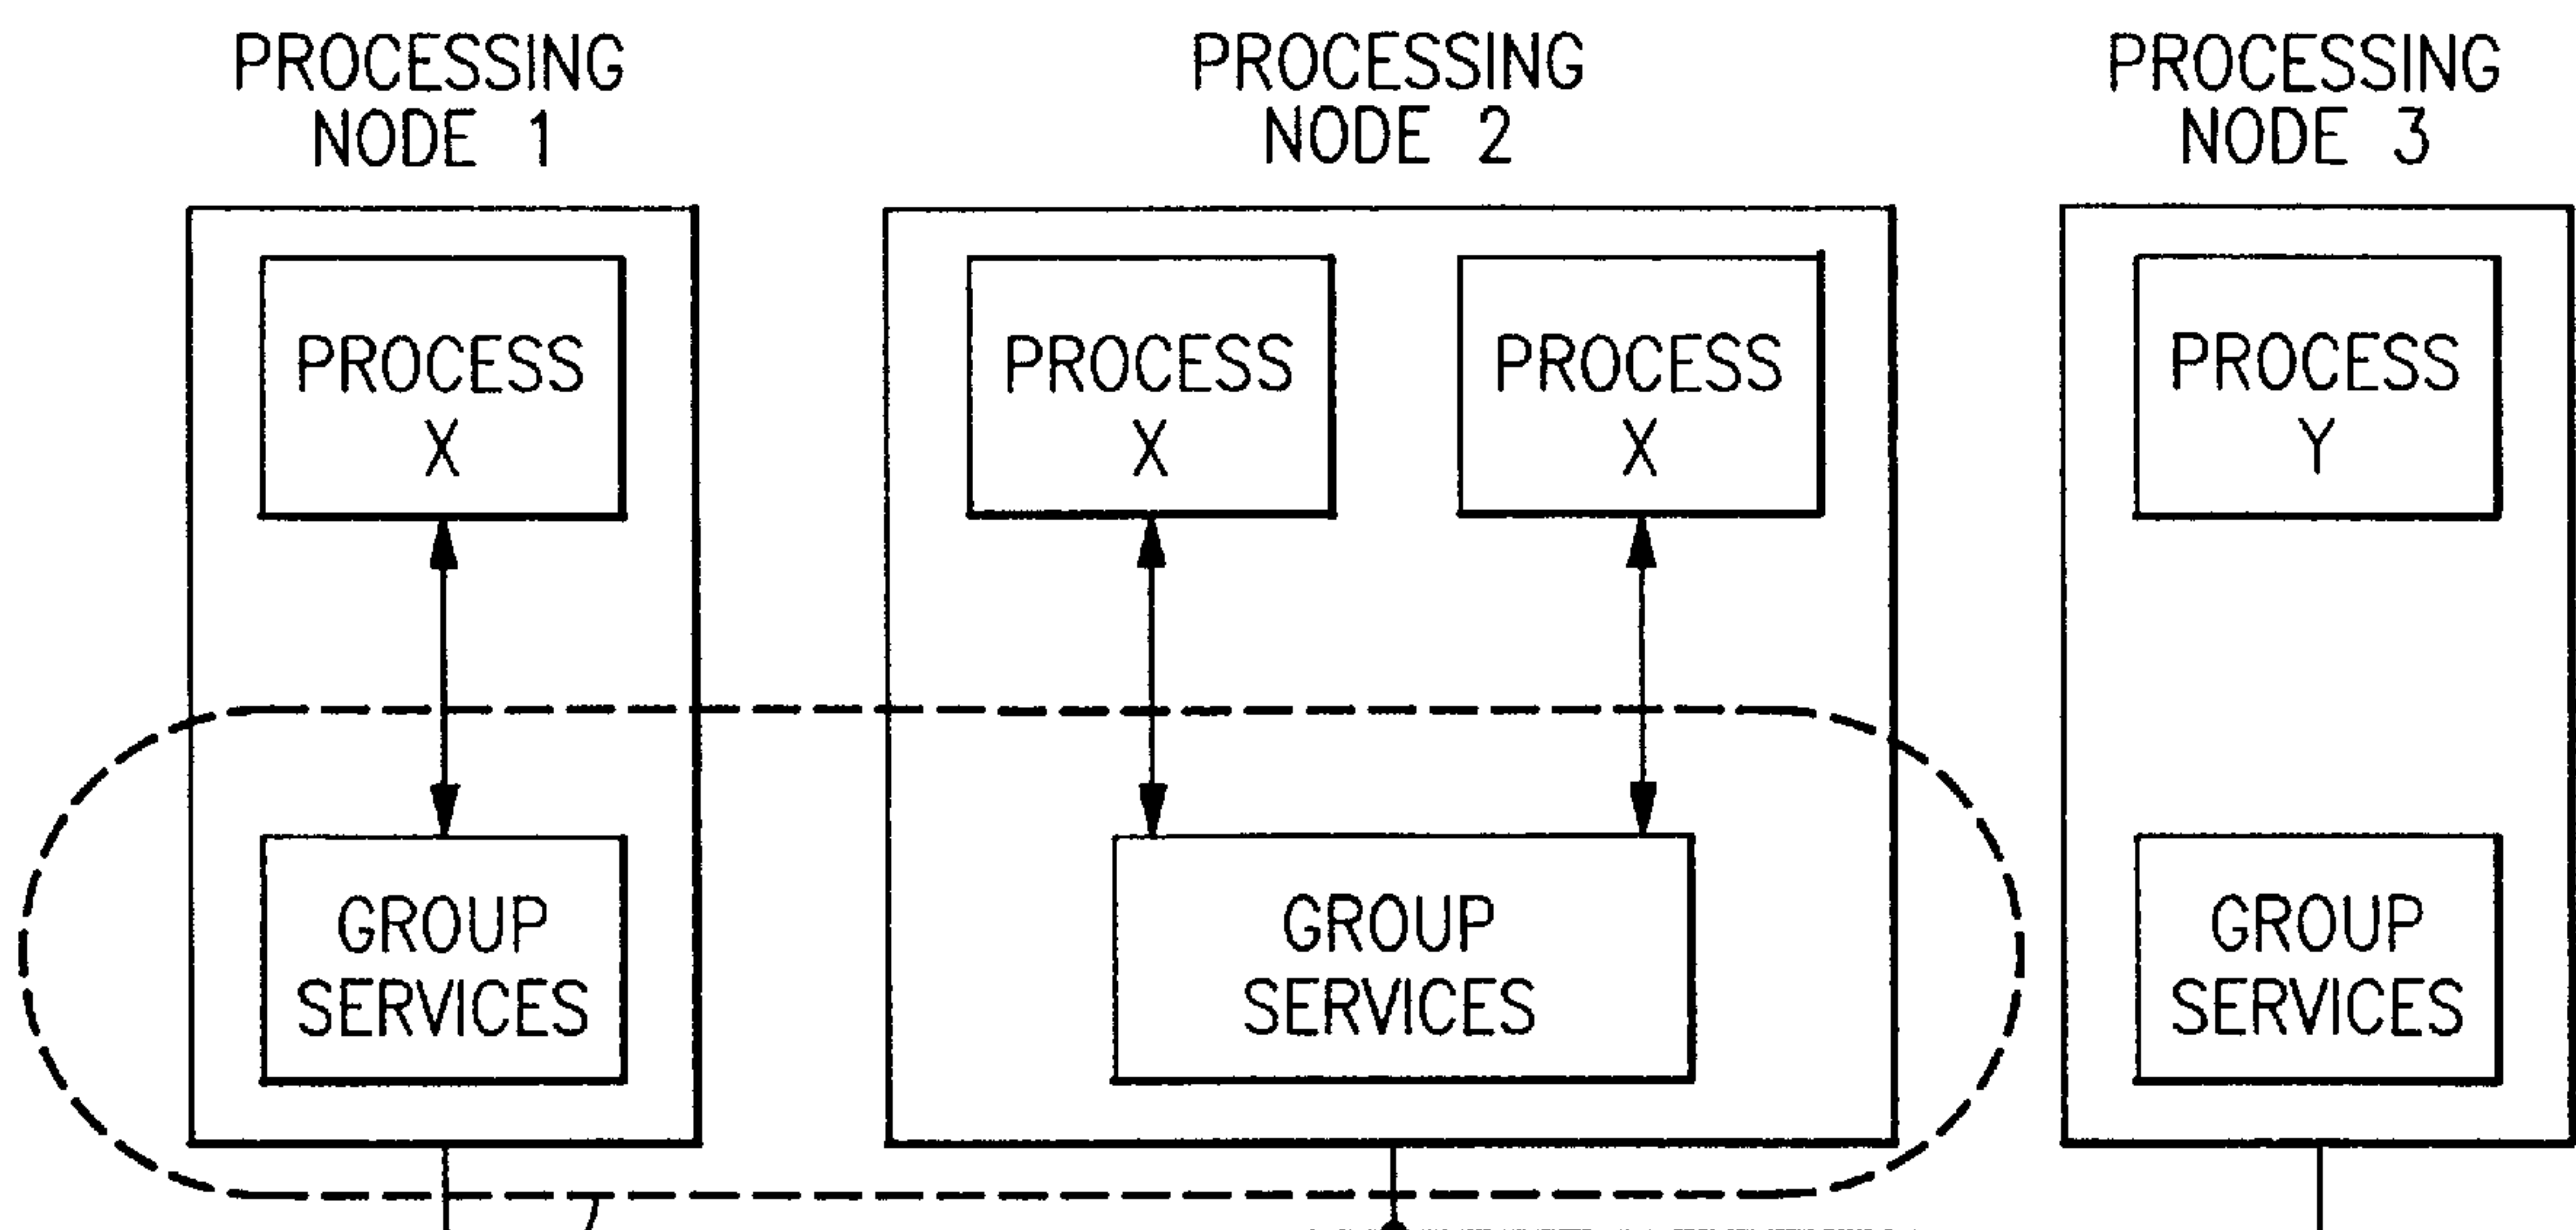 PROCESSING
NODE 1
PROCESSING
NODE 2
PROCESSING
NODE 3
PROCESS
X
PROCESS
X
PROCESS
X
PROCESS
Y
GROUP
SERVICES
GROUP
SERVICES
GROUP
SERVICES